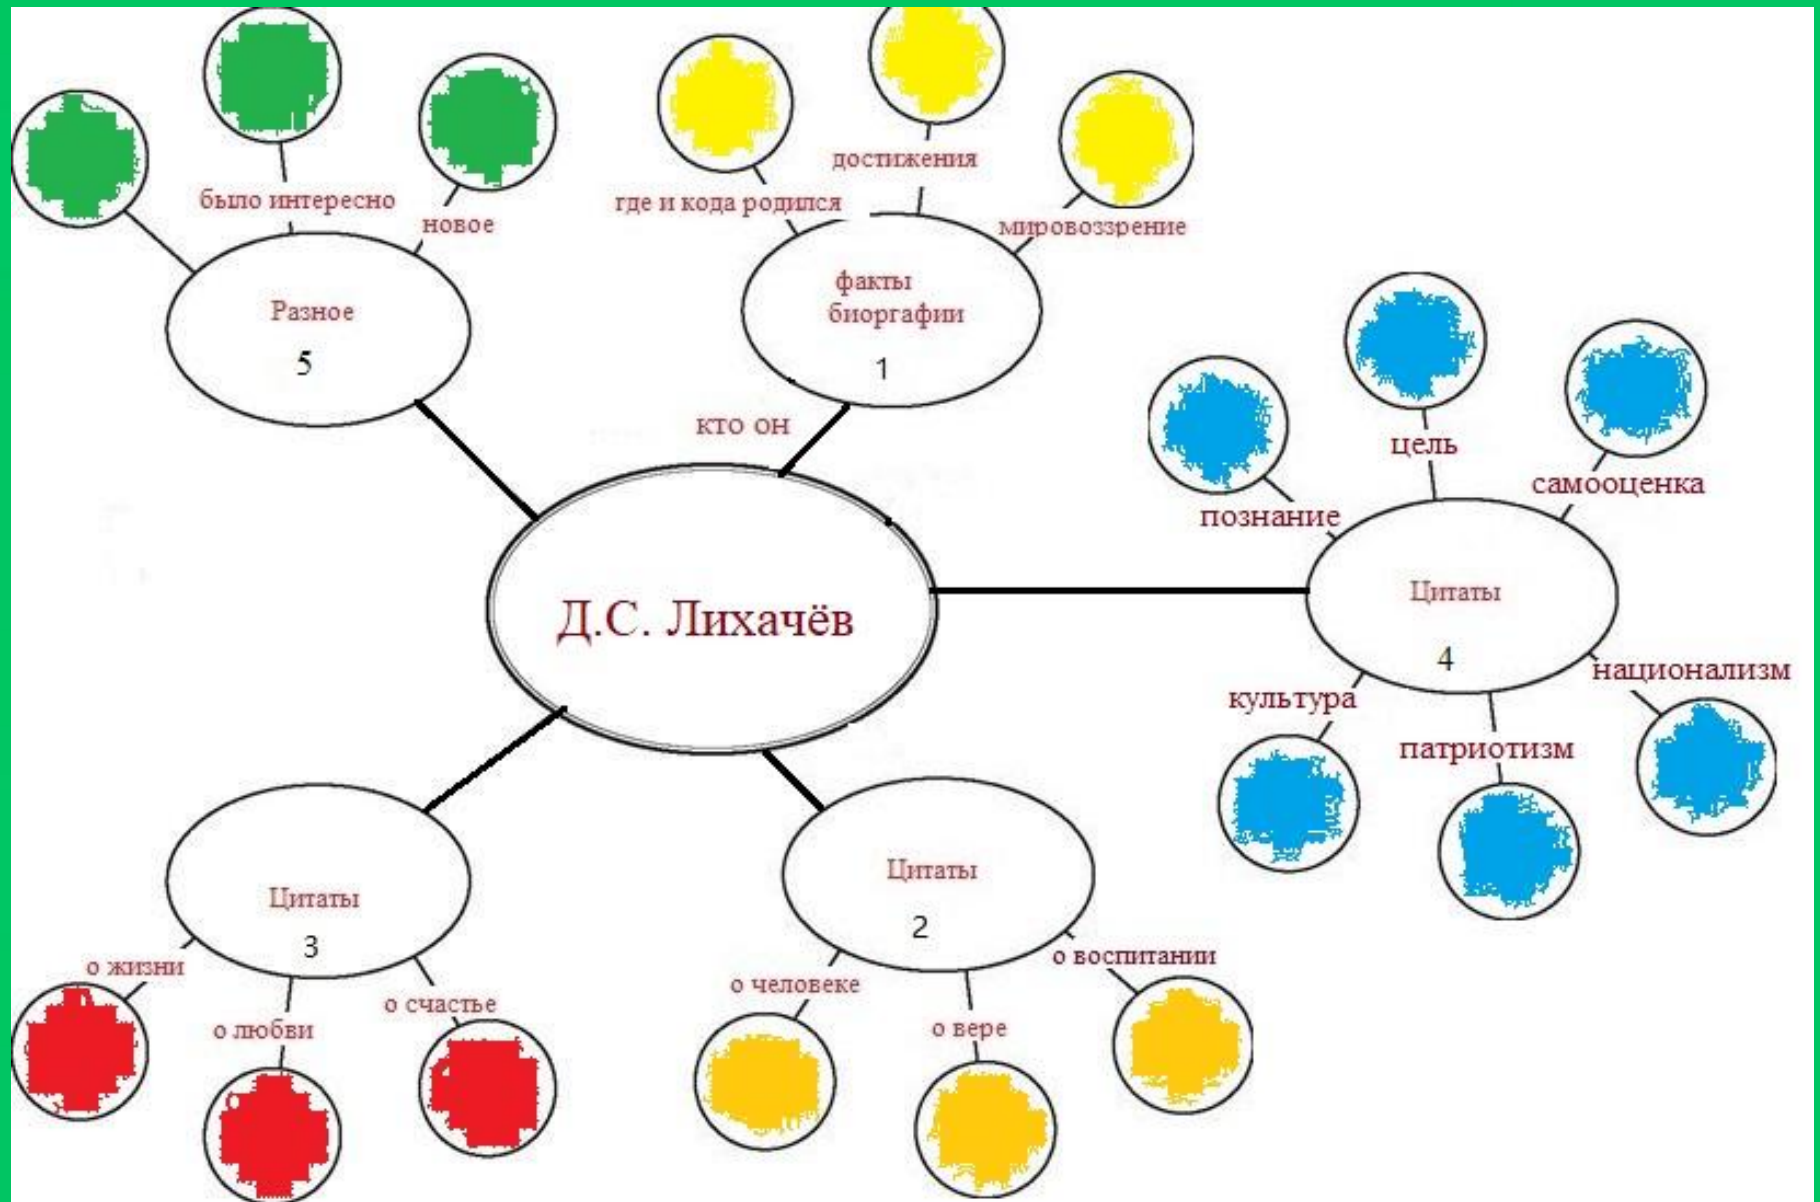 было интересно
новое
Разное
5
где и кода родился
достижения
мировоззрение
факты
биоргафии
1
кто он
Д.С. Лихачёв
познание
цель
самооценка
Цитаты
4
национализм
культура
патриотизм
Цитаты
3
о жизни
о любви
о счастье
Цитаты
2
о человеке
о вере
о воспитании